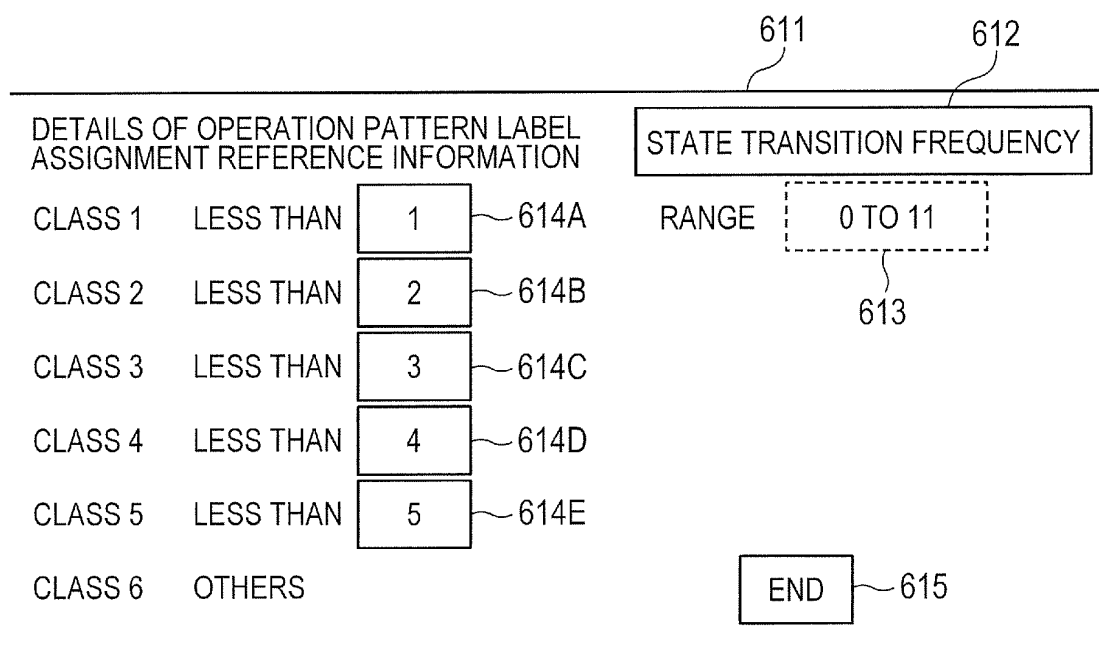 611
612
DETAILS OF OPERATION PATTERN LABEL
ASSIGNMENT REFERENCE INFORMATION
STATE TRANSITION FREQUENCY
CLASS 1 LESS THAN 1 614A
RANGE 0 TO 11
613
CLASS 2 LESS THAN 2 614B
CLASS 3 LESS THAN 3 614C
CLASS 4 LESS THAN 4 614D
CLASS 5 LESS THAN 5 614E
CLASS 6 OTHERS
END 615